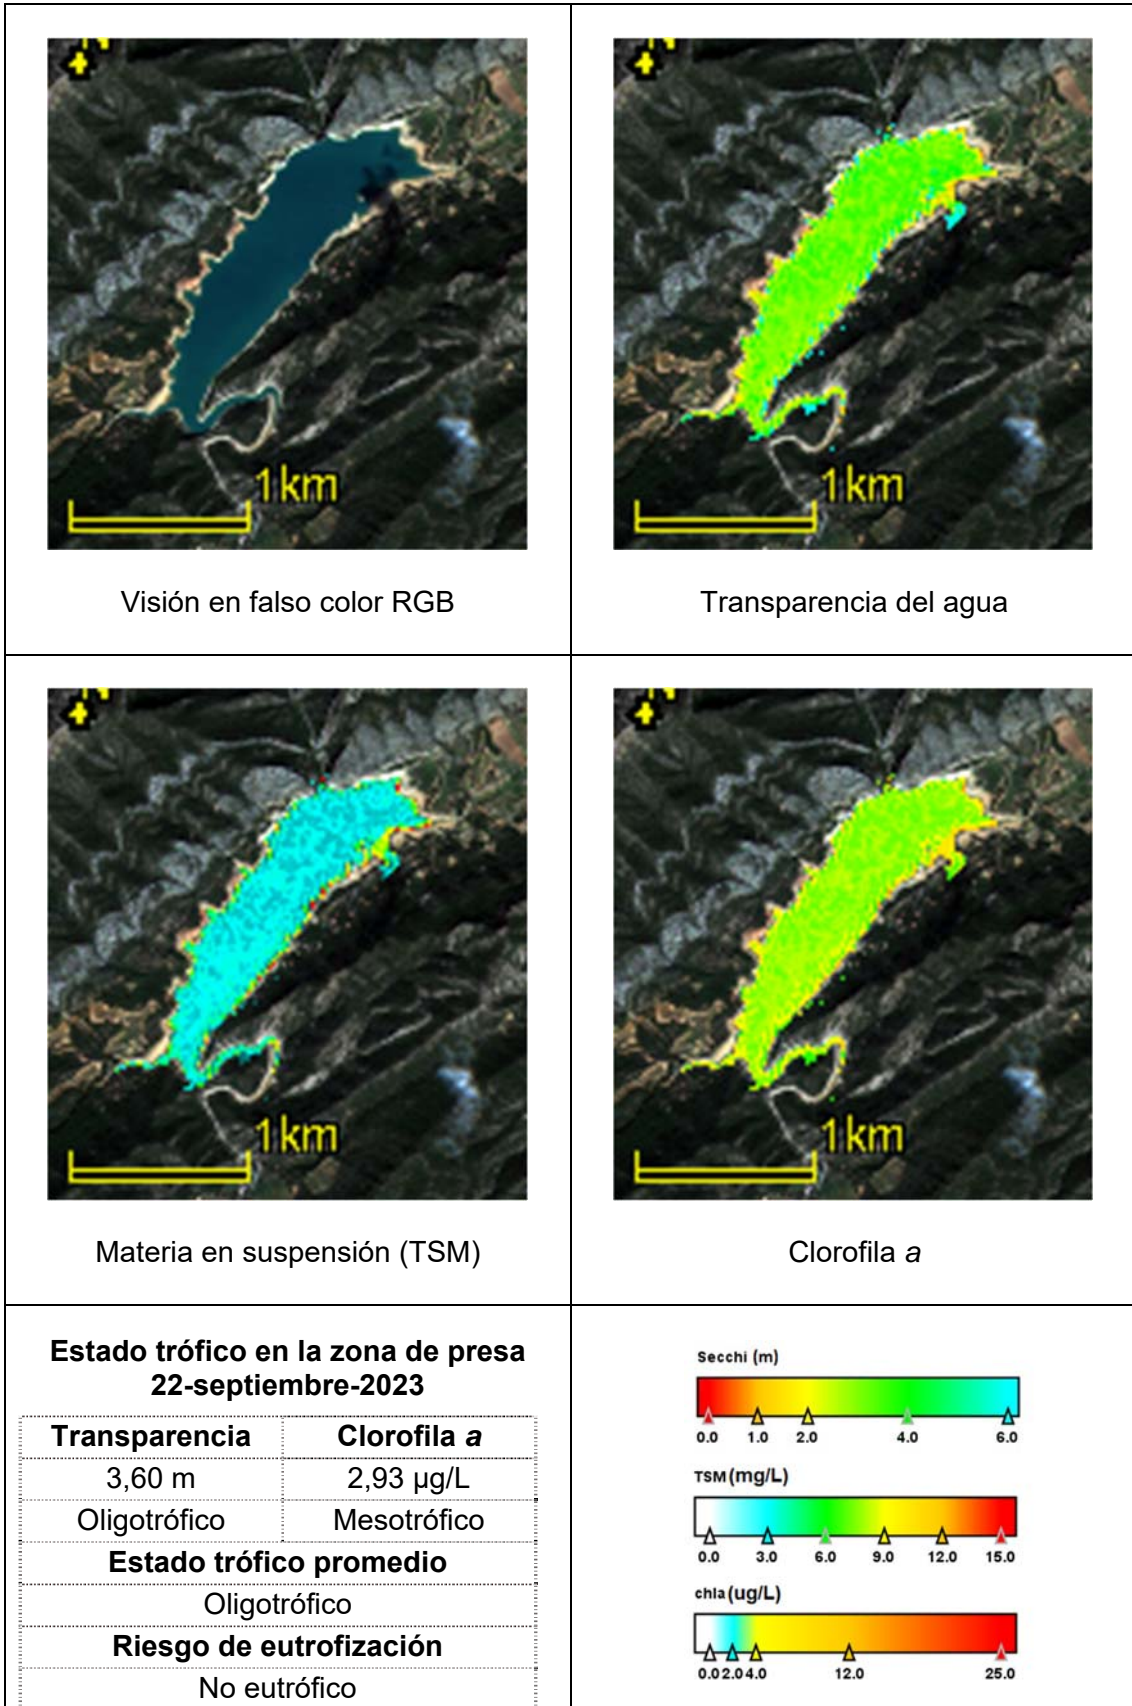 1km
1km
Visión en falso color RGB
Transparencia del agua
1km
1km
Materia en suspensión (TSM)
Clorofila a
Estado trófico en la zona de presa
22-septiembre-2023
Transparencia Clorofila a
3,60 m 2,93 µg/L
Oligotrófico Mesotrófico
Estado trófico promedio
Oligotrófico
Riesgo de eutrofización
No eutrófico
Secchi (m)
0.0 1.0 2.0 4.0 6.0
TSM (mg/L)
0.0 3.0 6.0 9.0 12.0 15.0
chla (ug/L)
0.0 2.0 4.0 12.0 25.0